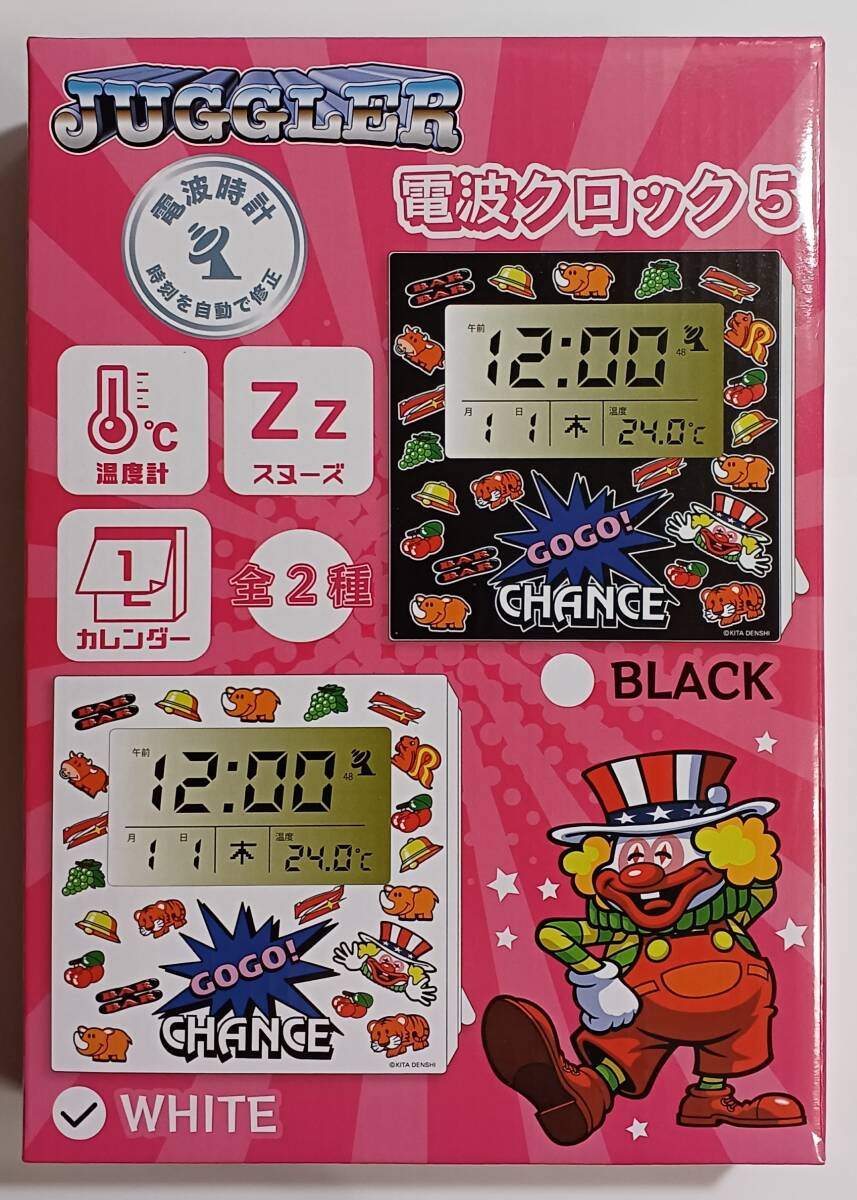 JUGGLER
電波時計
時刻を自動で修正
電波クロック5
℃
温度計
Zz
スヌーズ
1
カレンダー
全2種
BAR
BAR
R
午前
12:00
48
月
日
温度
1 1
木
24.0℃
GOGO!
CHANCE
BAR
BAR
©KITA DENSHI
BLACK
BAR
BAR
R
午前
12:00
48
月
日
温度
1 1
木
24.0℃
GOGO!
CHANCE
BAR
BAR
©KITA DENSHI
WHITE